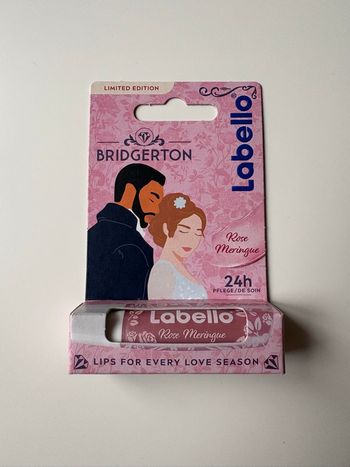 LIMITED EDITION
BRIDGERTON
Labello
Rose
Meringue
24h
PFLEGE/DE SOIN
Labello
Rose Meringue
LIPS FOR EVERY LOVE SEASON